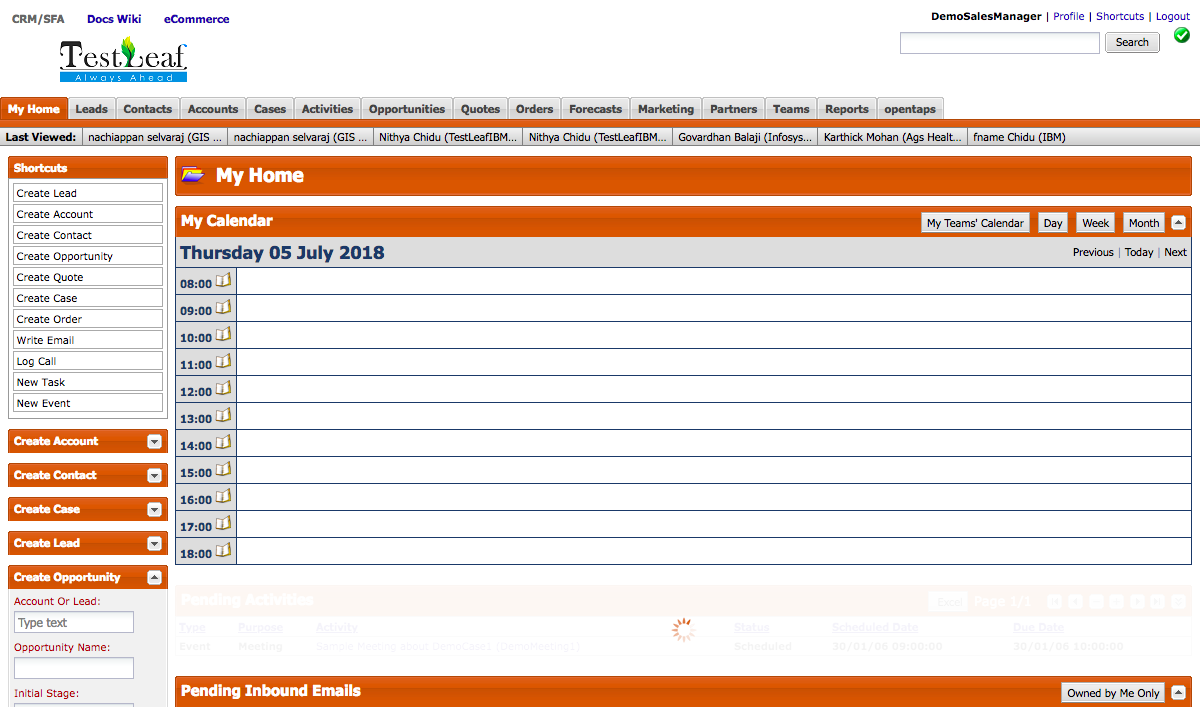 CRM/SFA Docs Wiki eCommerce
DemoSalesManager | Profile | Shortcuts | Logout
Search
TestLeaf
Always Ahead
My Home Leads Contacts Accounts Cases Activities Opportunities Quotes Orders Forecasts Marketing Partners Teams Reports opentaps
Last Viewed: nachiappan selvaraj (GIS ... nachiappan selvaraj (GIS ... Nithya Chidu (TestLeafIBM... Nithya Chidu (TestLeafIBM... Govardhan Balaji (Infosys... Karthick Mohan (Ags Healt... fname Chidu (IBM)
Shortcuts
Create Lead
Create Account
Create Contact
Create Opportunity
Create Quote
Create Case
Create Order
Write Email
Log Call
New Task
New Event
Create Account
Create Contact
Create Case
Create Lead
Create Opportunity
Account Or Lead:
Type text
Opportunity Name:
Initial Stage:
My Home
My Calendar
My Teams' Calendar Day Week Month
Thursday 05 July 2018
Previous | Today | Next
08:00
09:00
10:00
11:00
12:00
13:00
14:00
15:00
16:00
17:00
18:00
Pending Activities
Excel Page 1/1
Type Purpose Activity Status Scheduled Date Due Date
Event Meeting Sample Meeting about DemoCase1 (DemoMeeting1) Scheduled 30/01/06 09:00:00 30/01/06 10:00:00
Pending Inbound Emails
Owned by Me Only